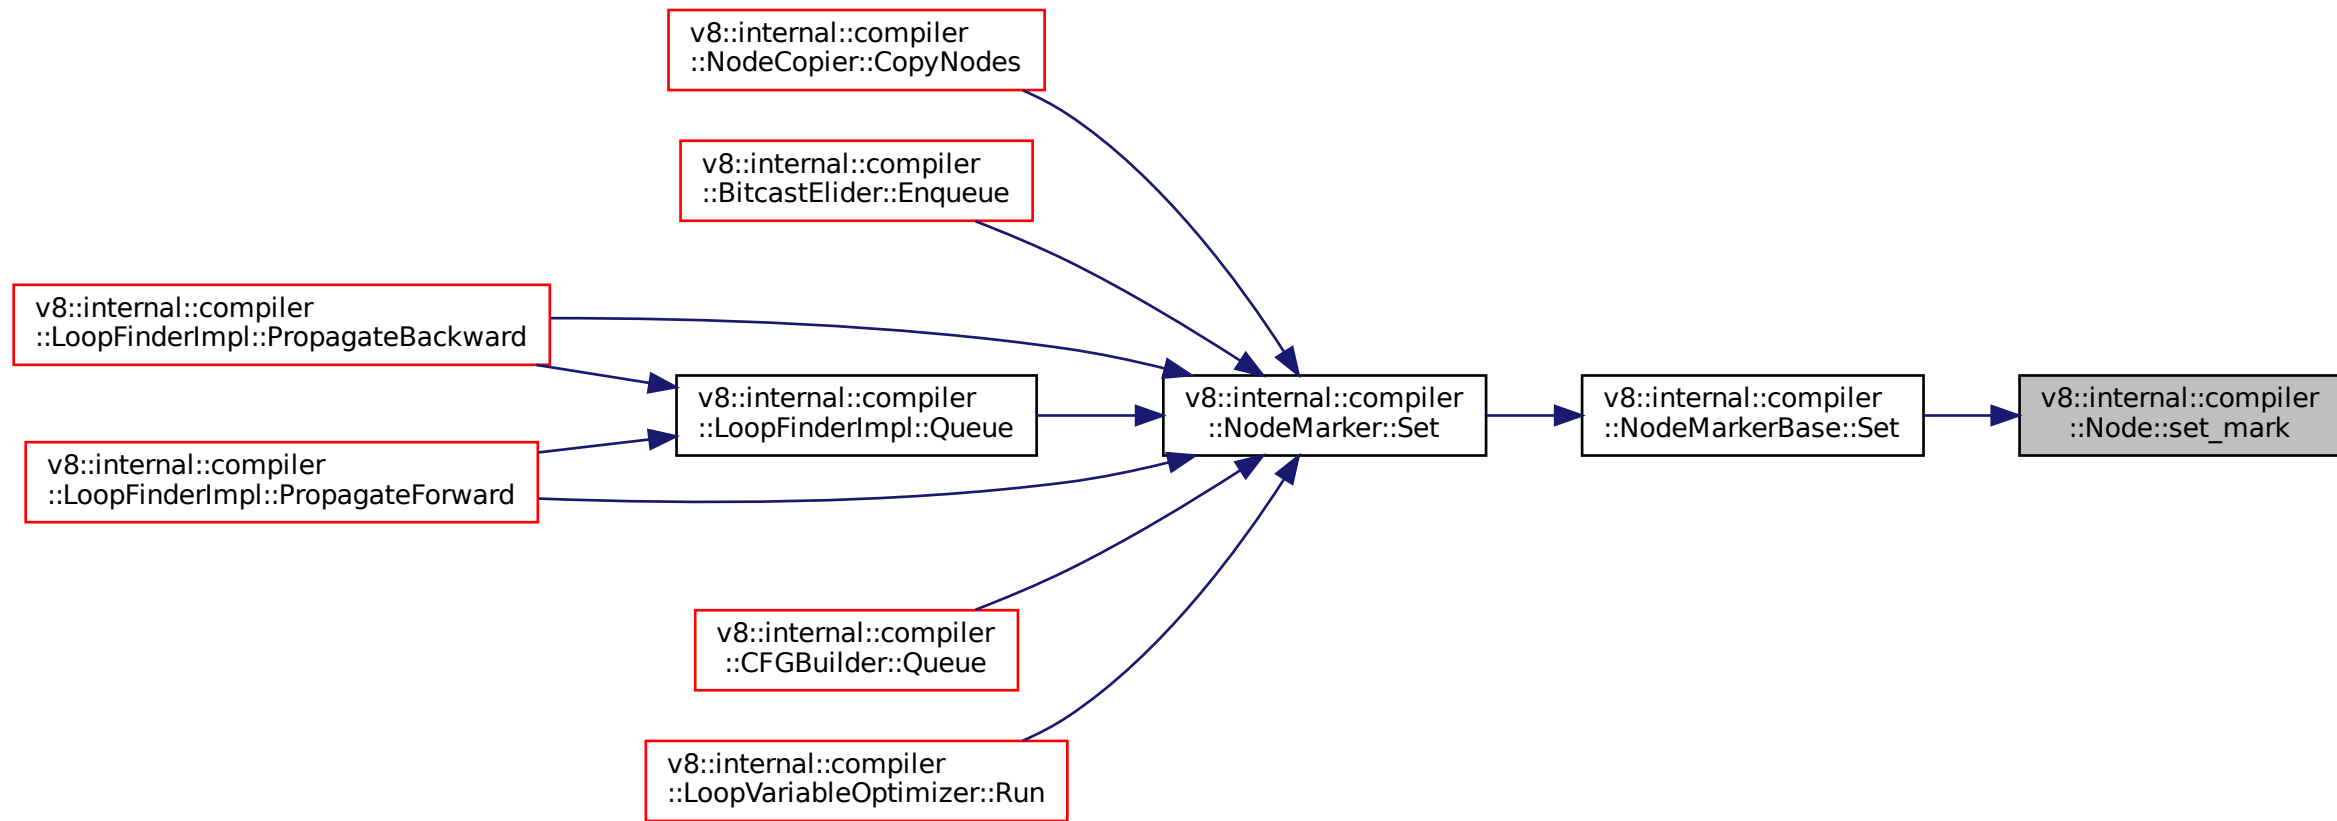 v8::internal::compiler
::NodeCopier::CopyNodes
v8::internal::compiler
::BitcastElider::Enqueue
v8::internal::compiler
::LoopFinderImpl::PropagateBackward
v8::internal::compiler
::LoopFinderImpl::Queue
v8::internal::compiler
::NodeMarker::Set
v8::internal::compiler
::NodeMarkerBase::Set
v8::internal::compiler
::Node::set_mark
v8::internal::compiler
::LoopFinderImpl::PropagateForward
v8::internal::compiler
::CFGBuilder::Queue
v8::internal::compiler
::LoopVariableOptimizer::Run